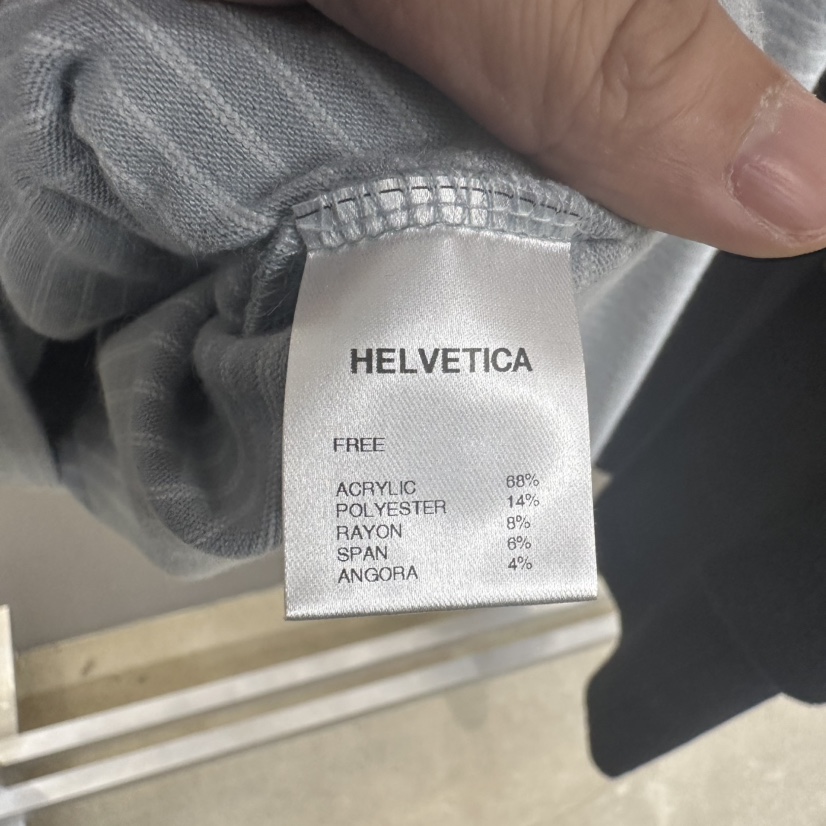 HELVETICA
FREE
ACRYLIC 68%
POLYESTER 14%
RAYON 8%
SPAN 6%
ANGORA 4%